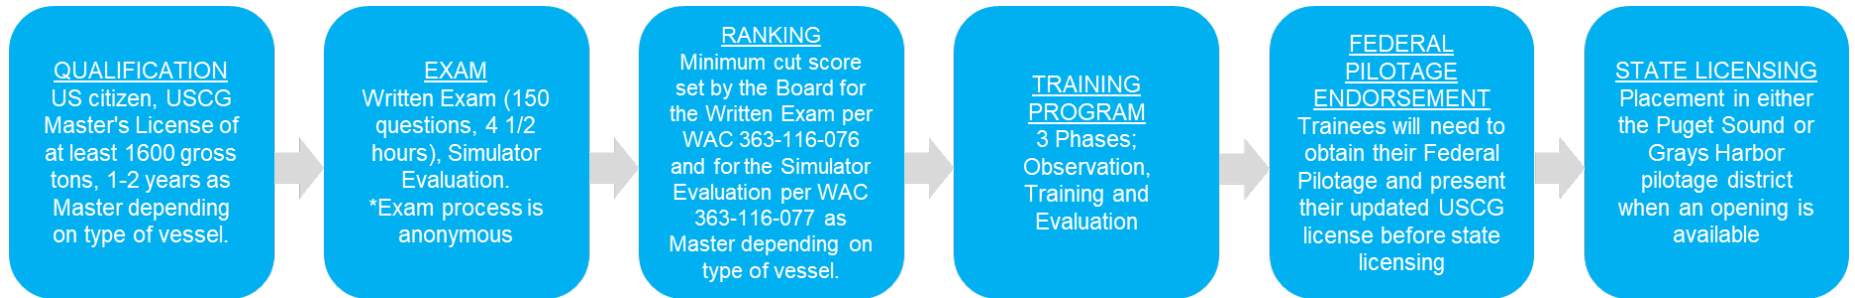 QUALIFICATION
US citizen, USCG
Master's License of
at least 1600 gross
tons, 1-2 years as
Master depending
on type of vessel.
EXAM
Written Exam (150
questions, 4 1/2
hours), Simulator
Evaluation.
*Exam process is
anonymous
RANKING
Minimum cut score
set by the Board for
the Written Exam per
WAC 363-116-076
and for the Simulator
Evaluation per WAC
363-116-077 as
Master depending on
type of vessel.
TRAINING
PROGRAM
3 Phases;
Observation,
Training and
Evaluation
FEDERAL
PILOTAGE
ENDORSEMENT
Trainees will need to
obtain their Federal
Pilotage and present
their updated USCG
license before state
licensing
STATE LICENSING
Placement in either
the Puget Sound or
Grays Harbor
pilotage district
when an opening is
available